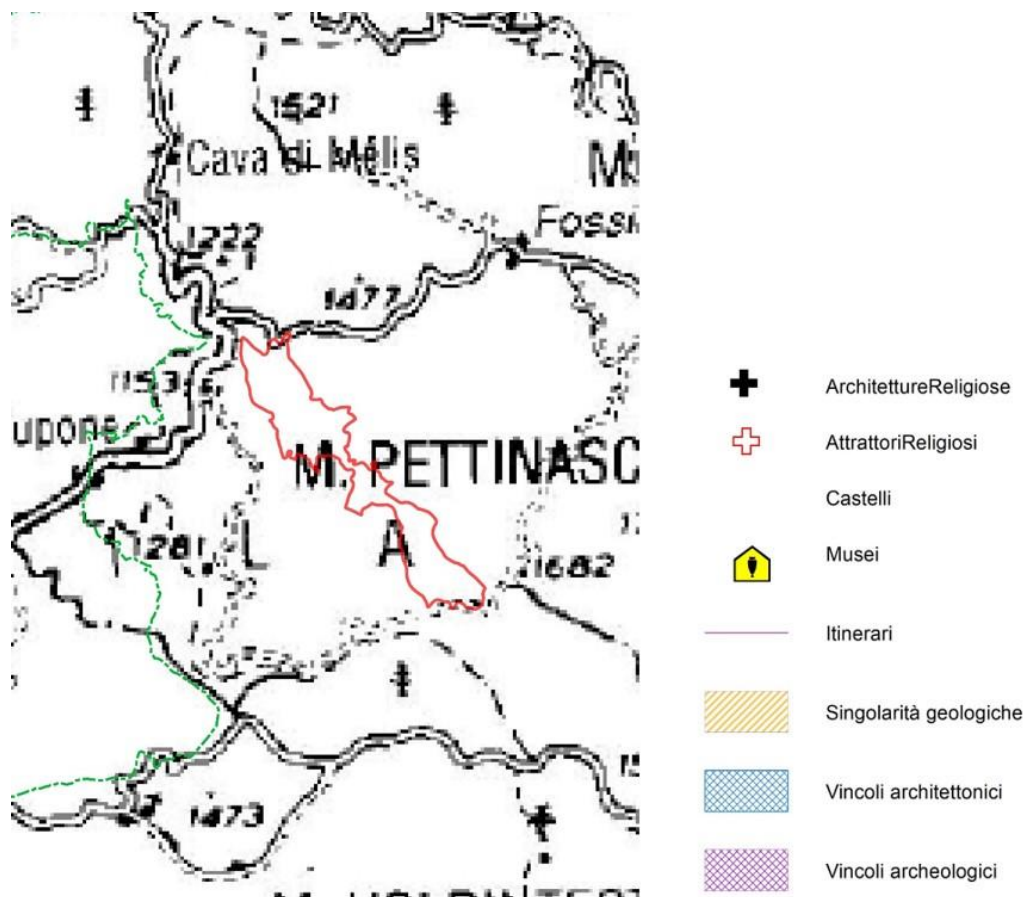 1521
Cava di Mélis
M
Fossi
1222
1477
1153
upone
M. PETTINASC
L A
1281
1682
1473
ArchitettureReligiose
AttrattoriReligiosi
Castelli
Musei
Itinerari
Singolarità geologiche
Vincoli architettonici
Vincoli archeologici